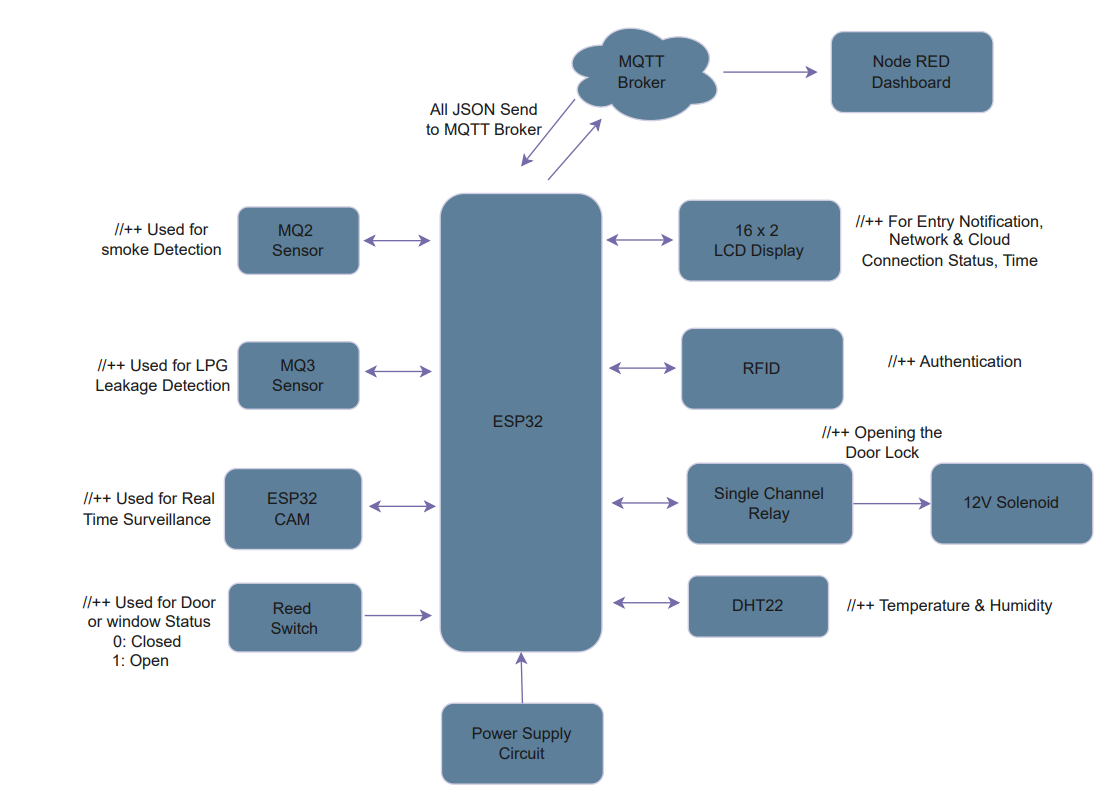 MQTT
Broker
Node RED
Dashboard
All JSON Send
to MQTT Broker
//++ Used for
smoke Detection
MQ2
Sensor
16 x 2
LCD Display
//++ For Entry Notification,
Network & Cloud
Connection Status, Time
//++ Used for LPG
Leakage Detection
MQ3
Sensor
ESP32
RFID
//++ Authentication
//++ Opening the
Door Lock
//++ Used for Real
Time Surveillance
ESP32
CAM
Single Channel
Relay
12V Solenoid
//++ Used for Door
or window Status
0: Closed
1: Open
Reed
Switch
DHT22
//++ Temperature & Humidity
Power Supply
Circuit